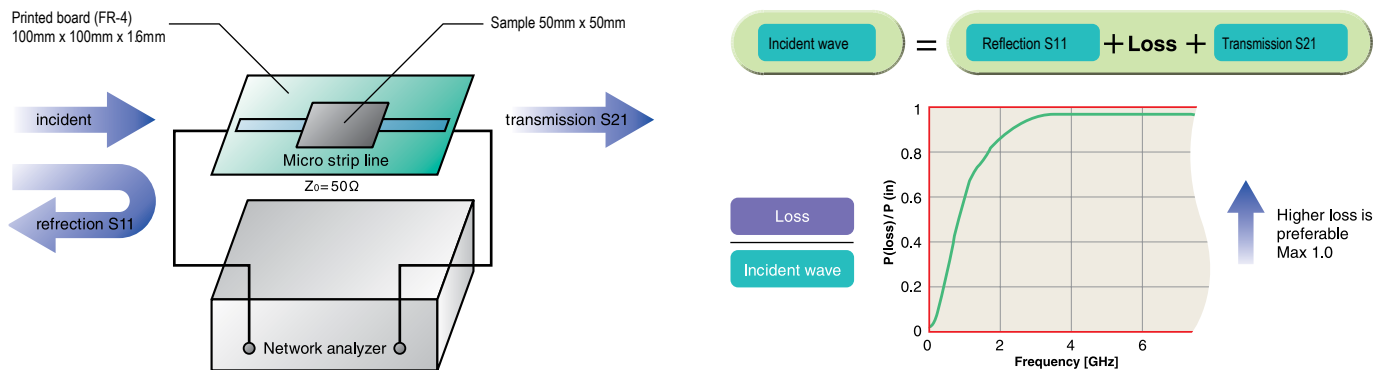 Printed board (FR-4)
100mm x 100mm x 1.6mm
Sample 50mm x 50mm
incident
transmission S21
Micro strip line
Z0=50Ω
refrection S11
Network analyzer
Incident wave = Reflection S11 + Loss + Transmission S21
Loss
Incident wave
P(loss) / P (in)
1
0.8
0.6
0.4
0.2
0
0 2 4 6
Frequency [GHz]
Higher loss is
preferable
Max 1.0